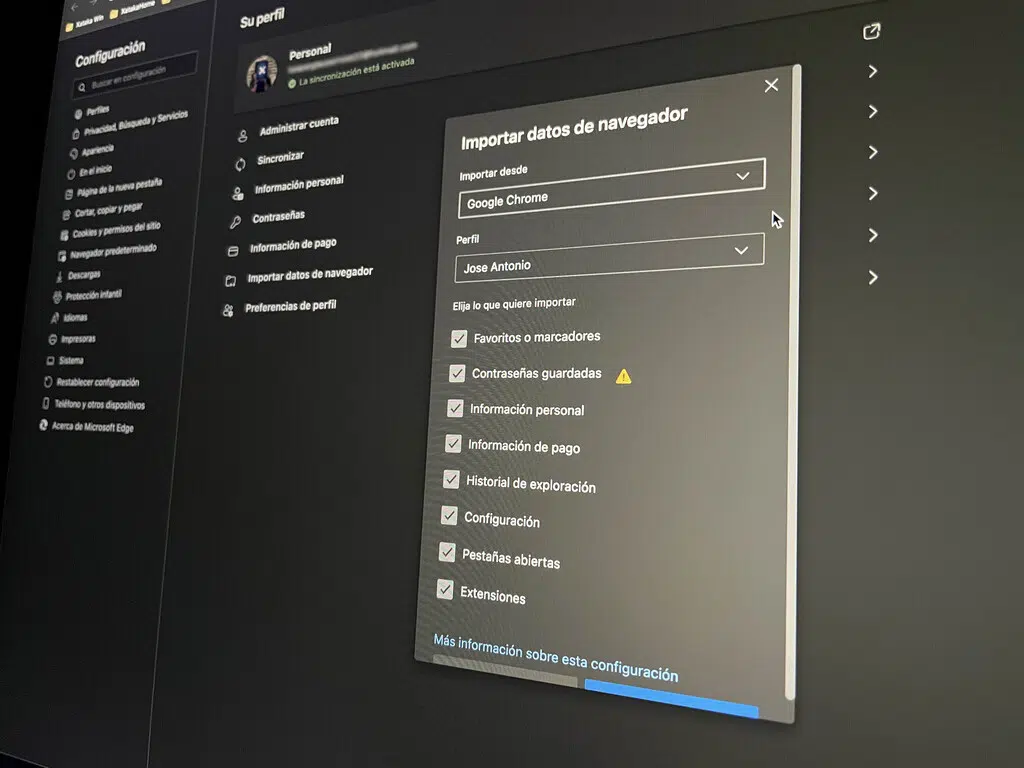 Xataka Win
XatakaHome
Configuración
Buscar en configuración
Perfiles
Privacidad, Búsqueda y Servicios
Apariencia
En el inicio
Página de la nueva pestaña
Cortar, copiar y pegar
Cookies y permisos del sitio
Navegador predeterminado
Descargas
Protección infantil
Idiomas
Impresoras
Sistema
Restablecer configuración
Teléfono y otros dispositivos
Acerca de Microsoft Edge
Su perfil
Personal
La sincronización está activada
Administrar cuenta
Sincronizar
Información personal
Contraseñas
Información de pago
Importar datos de navegador
Preferencias de perfil
Importar datos de navegador
Importar desde
Google Chrome
Perfil
Jose Antonio
Elija lo que quiere importar
Favoritos o marcadores
Contraseñas guardadas
Información personal
Información de pago
Historial de exploración
Configuración
Pestañas abiertas
Extensiones
Más información sobre esta configuración